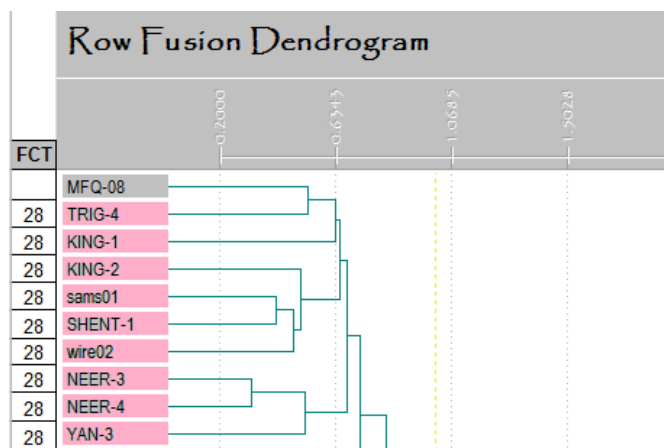 Row Fusion Dendrogram
0.2000 0.6343 1.0685 1.5028
FCT
MFQ-08
28 TRIG-4
28 KING-1
28 KING-2
28 sams01
28 SHENT-1
28 wire02
28 NEER-3
28 NEER-4
28 YAN-3